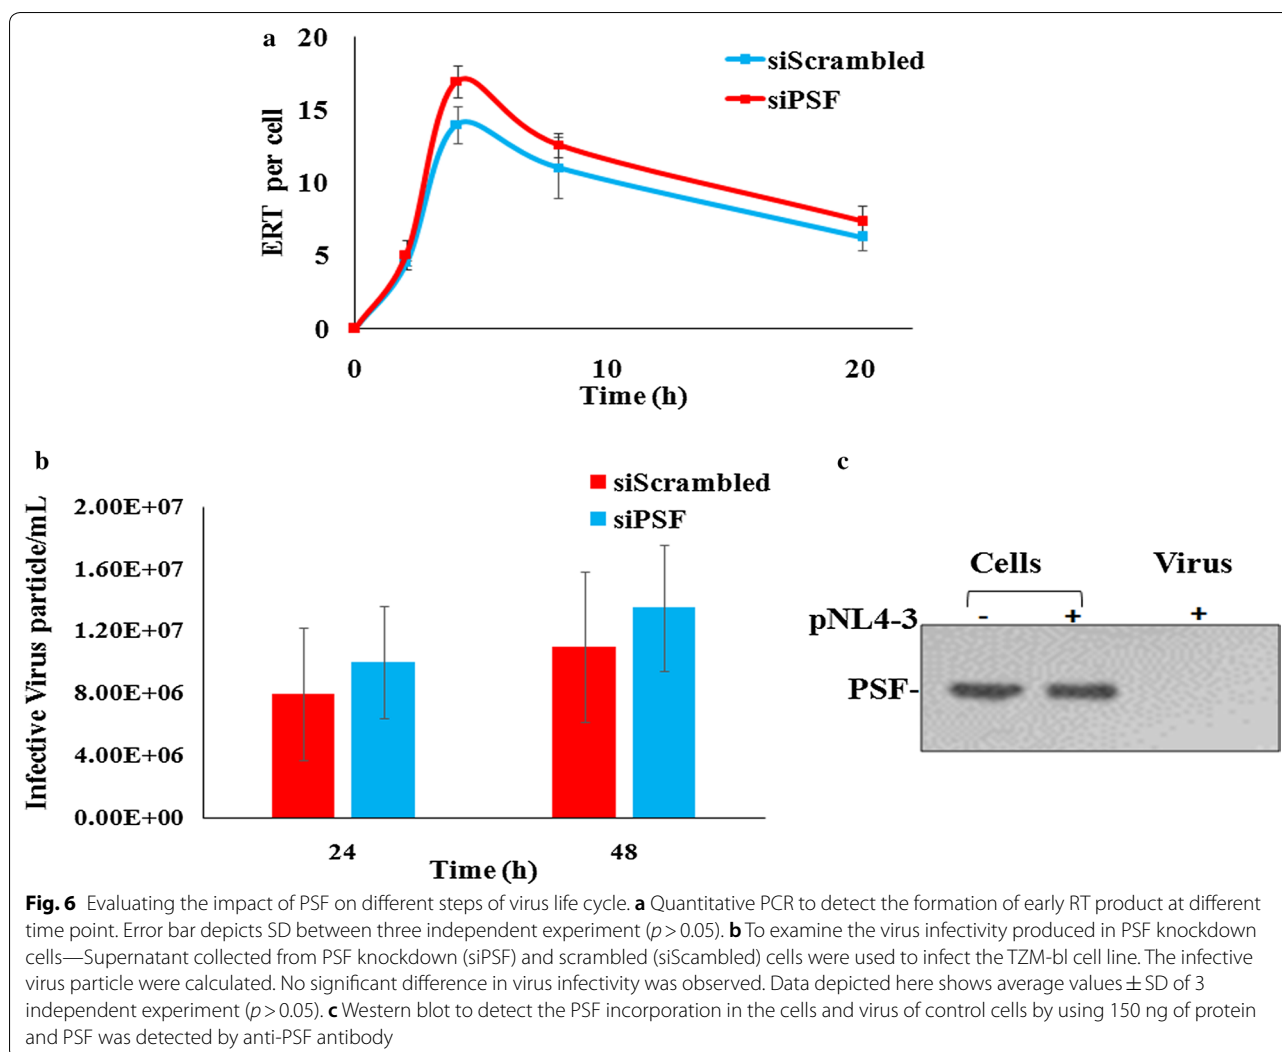 a
20
15
10
5
0
ERT per cell
siScrambled
siPSF
0 10 20
Time (h)
b
Infective Virus particle/mL
siScrambled
siPSF
2.00E+07
1.60E+07
1.20E+07
8.00E+06
4.00E+06
0.00E+00
24 48
Time (h)
c
Cells Virus
pNL4-3 - + +
PSF-
Fig. 6 Evaluating the impact of PSF on different steps of virus life cycle. a Quantitative PCR to detect the formation of early RT product at different
time point. Error bar depicts SD between three independent experiment (p > 0.05). b To examine the virus infectivity produced in PSF knockdown
cells—Supernatant collected from PSF knockdown (siPSF) and scrambled (siScambled) cells were used to infect the TZM-bl cell line. The infective
virus particle were calculated. No significant difference in virus infectivity was observed. Data depicted here shows average values ± SD of 3
independent experiment (p > 0.05). c Western blot to detect the PSF incorporation in the cells and virus of control cells by using 150 ng of protein
and PSF was detected by anti-PSF antibody